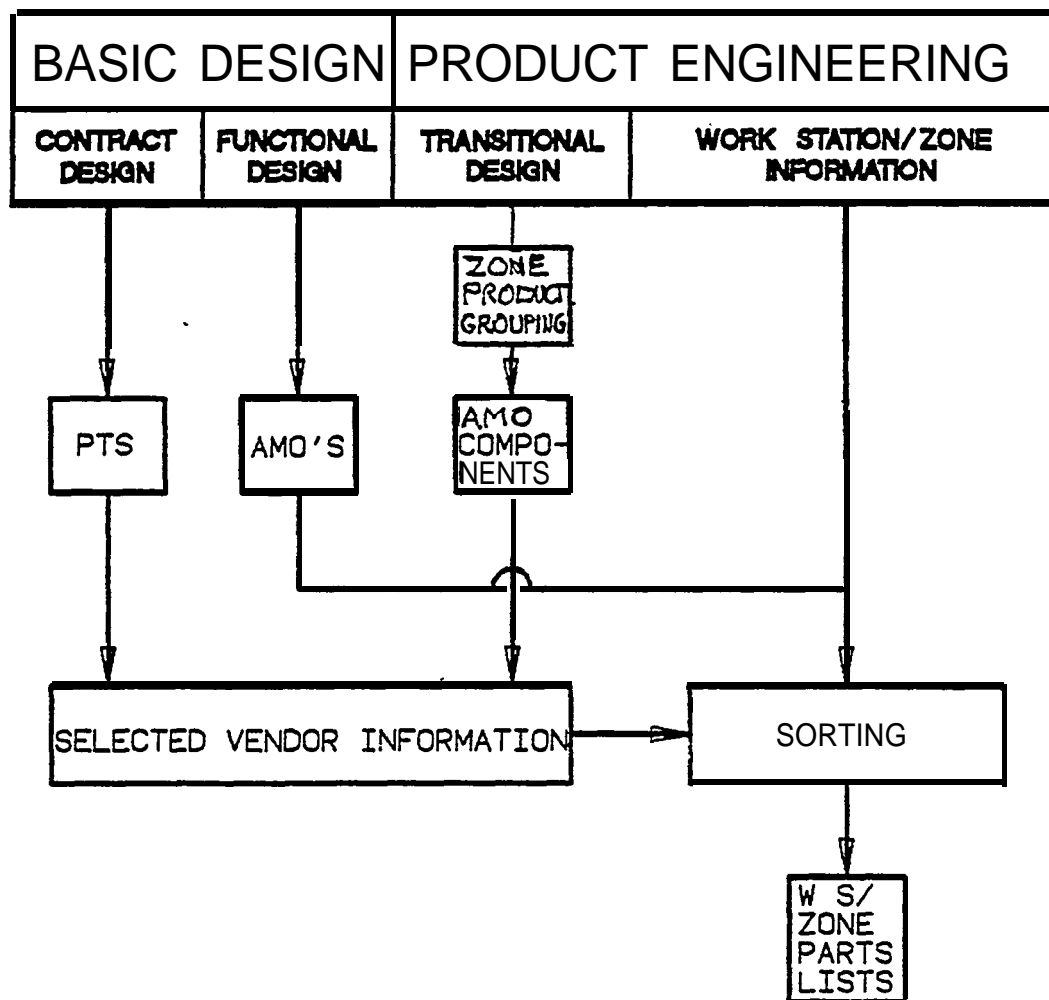 BASIC DESIGN
PRODUCT ENGINEERING
CONTRACT
DESIGN
FUNCTIONAL
DESIGN
TRANSITIONAL
DESIGN
WORK STATION/ZONE
INFORMATION
ZONE
PRODUCT
GROUPING
PTS
AMO'S
AMO
COMPO-
NENTS
SELECTED VENDOR INFORMATION
SORTING
W S/
ZONE
PARTS
LISTS